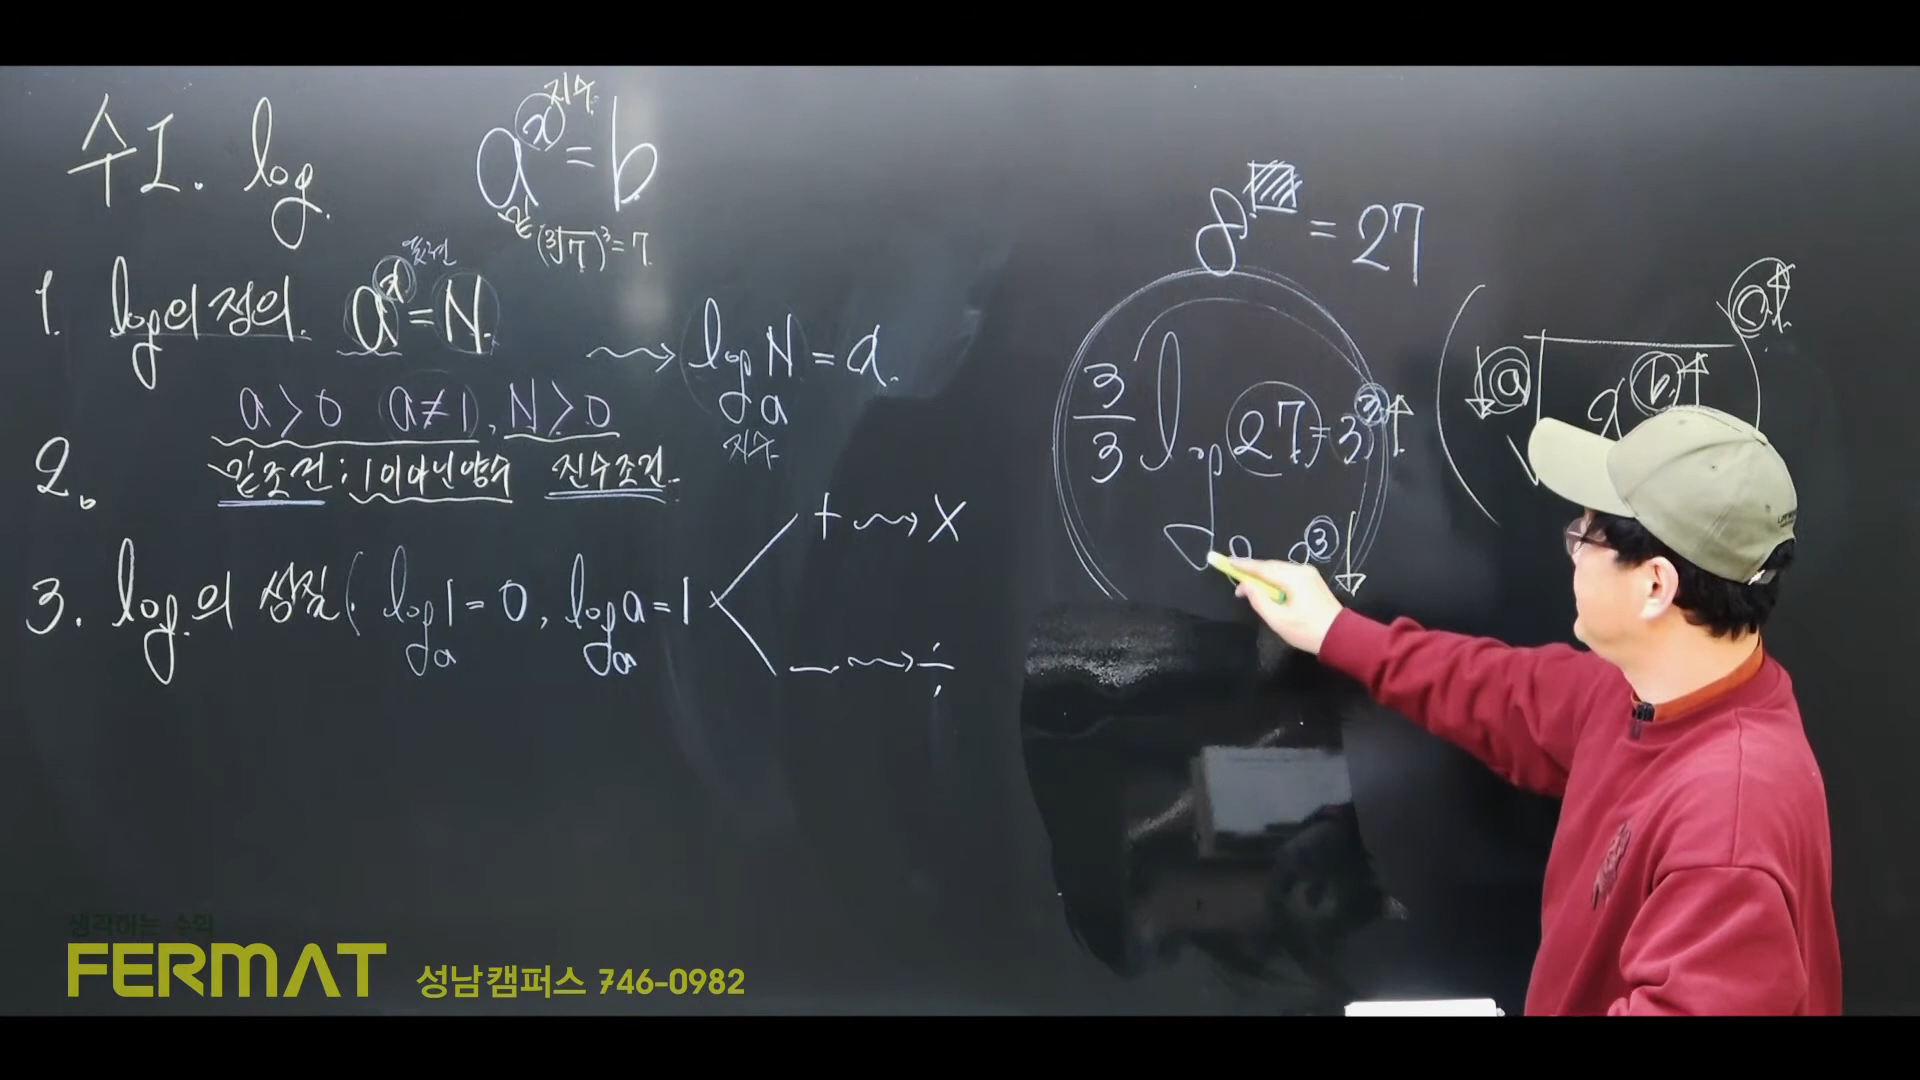 수I. log.
a^x = b
지수
밑
(³√7)³ = 7
1. log의 정의. a^x = N
~→ log_a N = x.
지수
a > 0 a ≠ 1, N > 0
2.
밑조건 : 1이아닌양수 진수조건
3. log의 성질 ( log_a 1 = 0, log_a a = 1
+ ~→ ×
- ~→ ÷
8^□ = 27
3/3 log 27 = 3^3 ↑
3 ↓
↓ a
b ↑
생각하는 수학
FERMAT 성남캠퍼스 746-0982